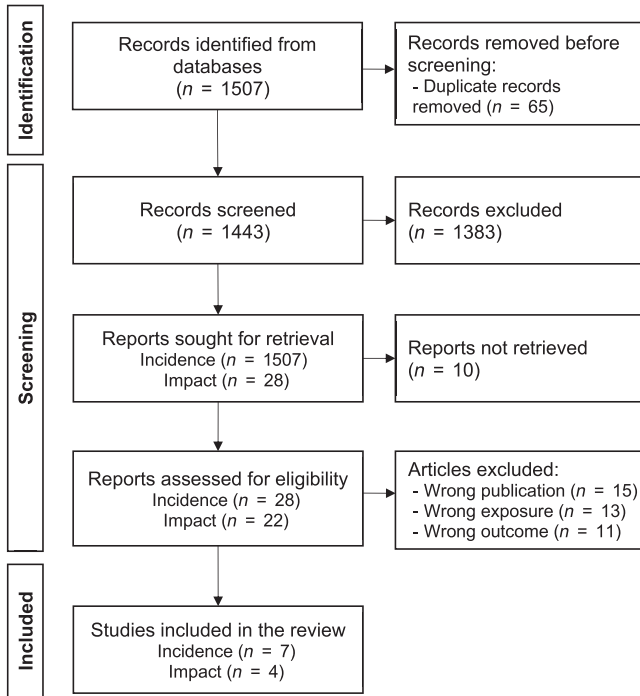 Identification
Records identified from
databases
(n = 1507)
Records removed before
screening:
- Duplicate records
removed (n = 65)
Screening
Records screened
(n = 1443)
Records excluded
(n = 1383)
Reports sought for retrieval
Incidence (n = 1507)
Impact (n = 28)
Reports not retrieved
(n = 10)
Reports assessed for eligibility
Incidence (n = 28)
Impact (n = 22)
Articles excluded:
- Wrong publication (n = 15)
- Wrong exposure (n = 13)
- Wrong outcome (n = 11)
Included
Studies included in the review
Incidence (n = 7)
Impact (n = 4)